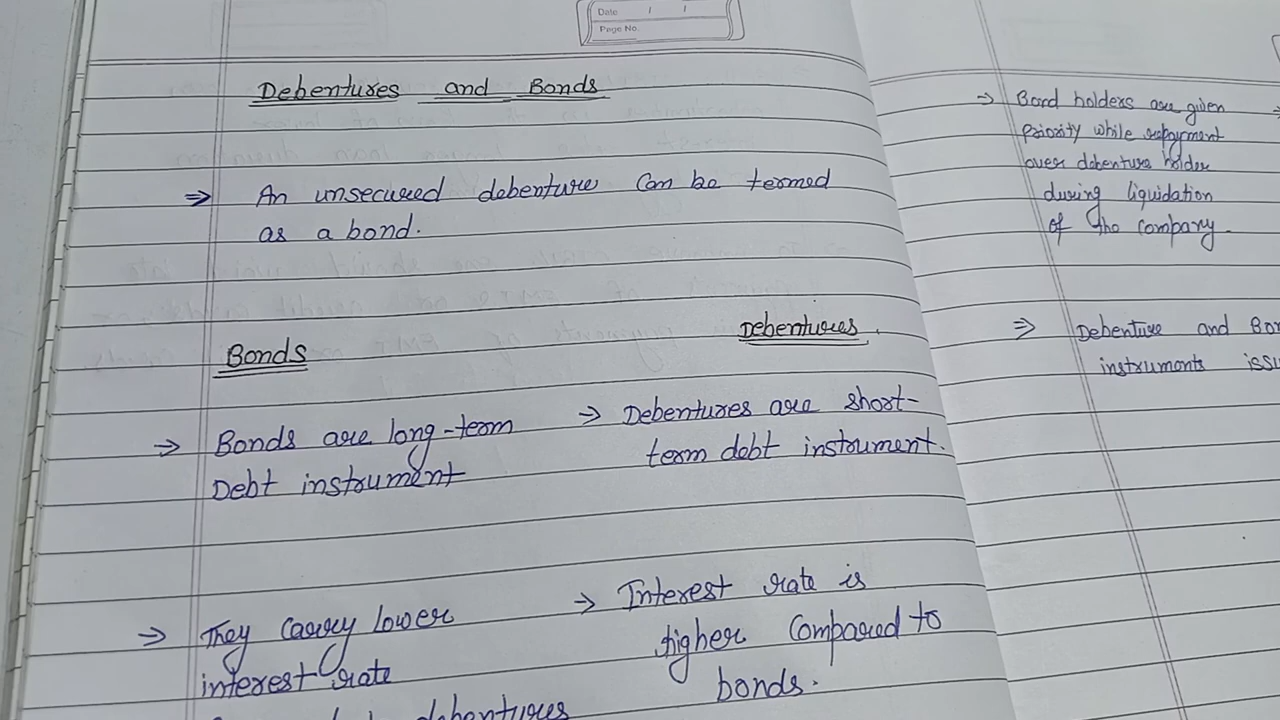 Date / /
Page No.
Debentures and Bonds
⇒ An unsecured debenture can be termed
as a bond.
Bonds
Debentures.
→ Bonds are long-term
Debt instrument
→ Debentures are short-
term debt instrument.
→ They carry lower
interest rate
debentures
→ Interest rate is
higher compared to
bonds.
→ Bond holders are given
priority while repayment
over debenture holder
during liquidation
of the company.
⇒ Debenture and Bon
instruments issu